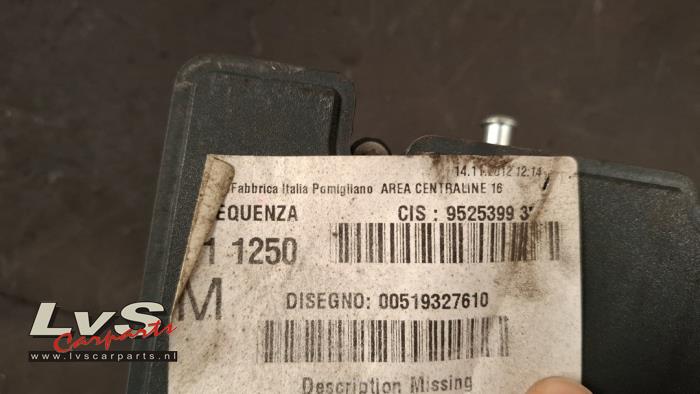 14.11.2012 12:14
Fabbrica Italia Pomigliano AREA CENTRALINE 16
EQUENZA CIS : 9525399
1 1250
M
DISEGNO: 00519327610
Description Missing
LvS
Carparts
www.lvscarparts.nl